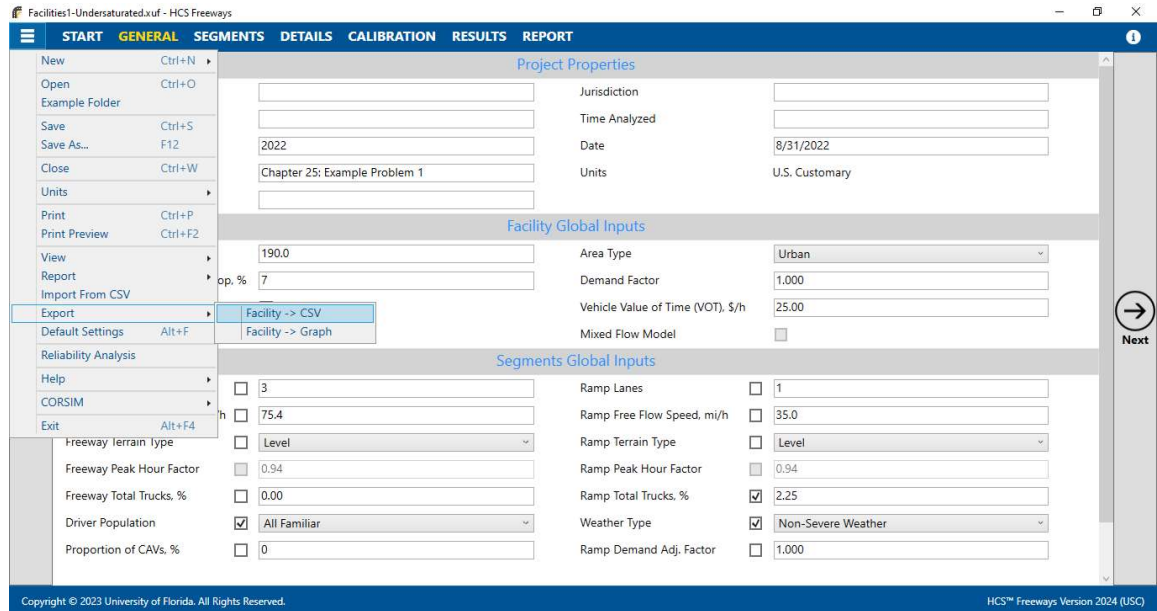 Facilities1-Undersaturated.xuf - HCS Freeways
START GENERAL SEGMENTS DETAILS CALIBRATION RESULTS REPORT
New Ctrl+N
Open Ctrl+O
Example Folder
Save Ctrl+S
Save As... F12
Close Ctrl+W
Units
Print Ctrl+P
Print Preview Ctrl+F2
View
Report
Import From CSV
Export
Default Settings Alt+F
Reliability Analysis
Help
CORSIM
Exit Alt+F4
Facility -> CSV
Facility -> Graph
Project Properties
Jurisdiction
Time Analyzed
2022 Date 8/31/2022
Chapter 25: Example Problem 1 Units U.S. Customary
Facility Global Inputs
190.0 Area Type Urban
op, % 7 Demand Factor 1.000
Vehicle Value of Time (VOT), $/h 25.00
Mixed Flow Model
Segments Global Inputs
3 Ramp Lanes 1
/h 75.4 Ramp Free Flow Speed, mi/h 35.0
Freeway Terrain Type Level Ramp Terrain Type Level
Freeway Peak Hour Factor 0.94 Ramp Peak Hour Factor 0.94
Freeway Total Trucks, % 0.00 Ramp Total Trucks, % 2.25
Driver Population All Familiar Weather Type Non-Severe Weather
Proportion of CAVs, % 0 Ramp Demand Adj. Factor 1.000
Next
Copyright © 2023 University of Florida. All Rights Reserved. HCS™ Freeways Version 2024 (USC)